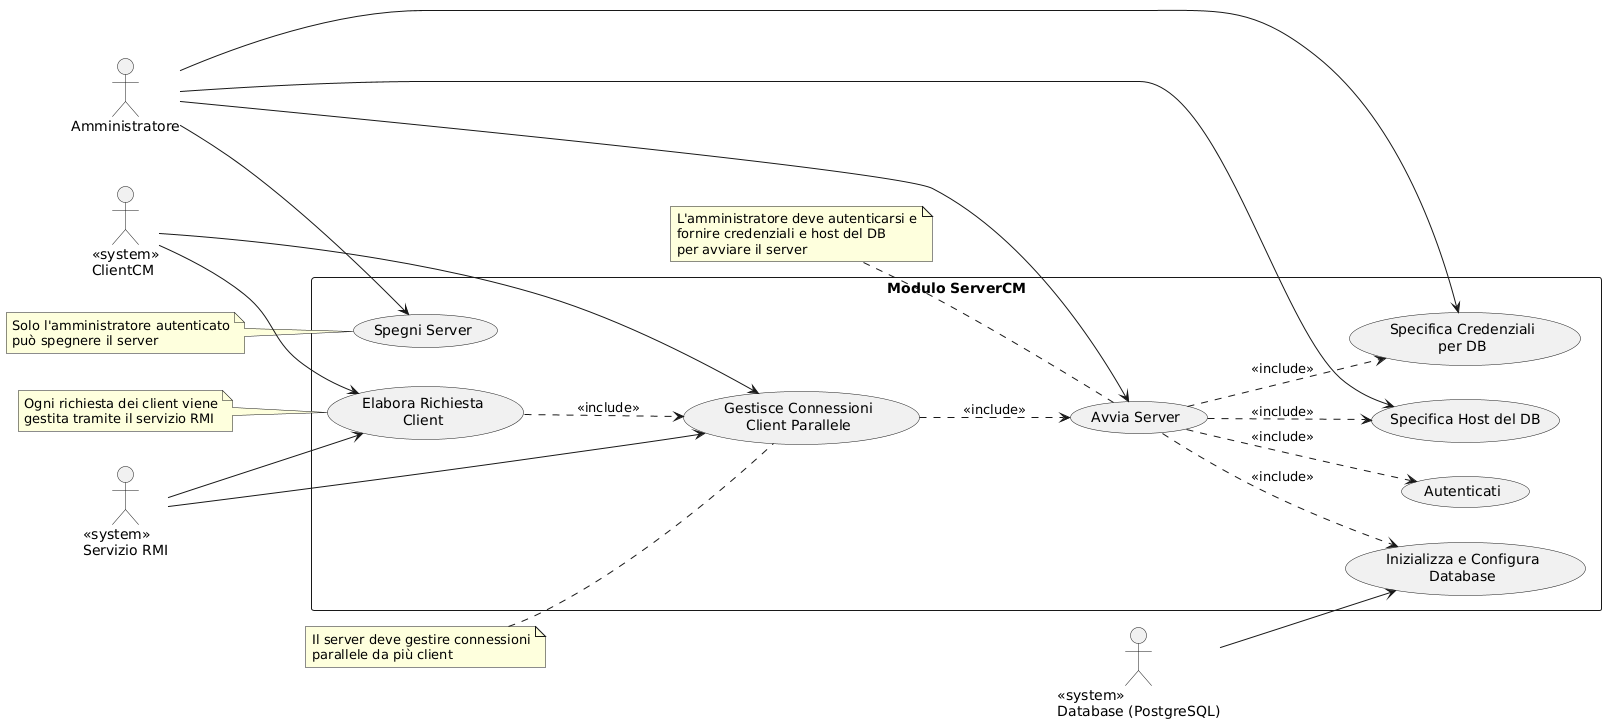 Amministratore
«system»
ClientCM
L'amministratore deve autenticarsi e
fornire credenziali e host del DB
per avviare il server
Modulo ServerCM
Solo l'amministratore autenticato
può spegnere il server
Spegni Server
Specifica Credenziali
per DB
«include»
Ogni richiesta dei client viene
gestita tramite il servizio RMI
Elabora Richiesta
Client
«include»
Gestisce Connessioni
Client Parallele
«include»
Avvia Server
«include»
Specifica Host del DB
«include»
Autenticati
«include»
«system»
Servizio RMI
Inizializza e Configura
Database
Il server deve gestire connessioni
parallele da più client
«system»
Database (PostgreSQL)